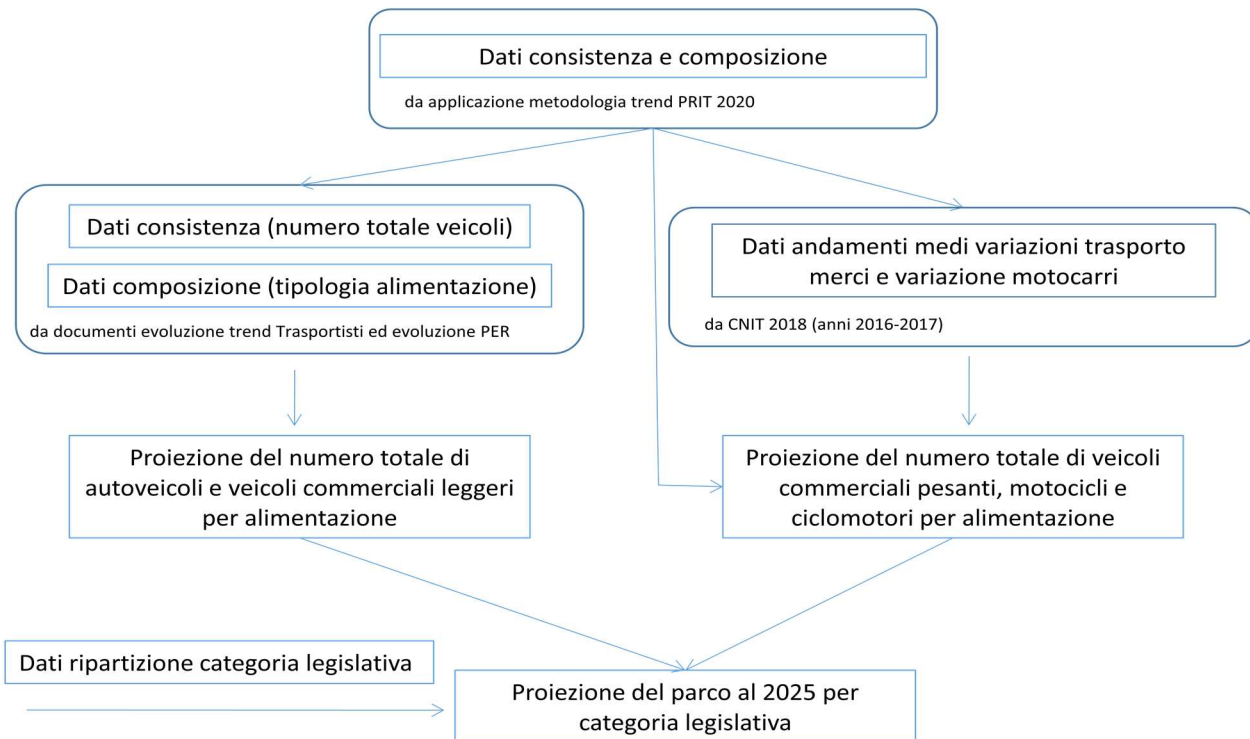 Dati consistenza e composizione
da applicazione metodologia trend PRIT 2020
Dati consistenza (numero totale veicoli)
Dati composizione (tipologia alimentazione)
da documenti evoluzione trend Trasportisti ed evoluzione PER
Dati andamenti medi variazioni trasporto
merci e variazione motocarri
da CNIT 2018 (anni 2016-2017)
Proiezione del numero totale di
autoveicoli e veicoli commerciali leggeri
per alimentazione
Proiezione del numero totale di veicoli
commerciali pesanti, motocicli e
ciclomotori per alimentazione
Dati ripartizione categoria legislativa
Proiezione del parco al 2025 per
categoria legislativa